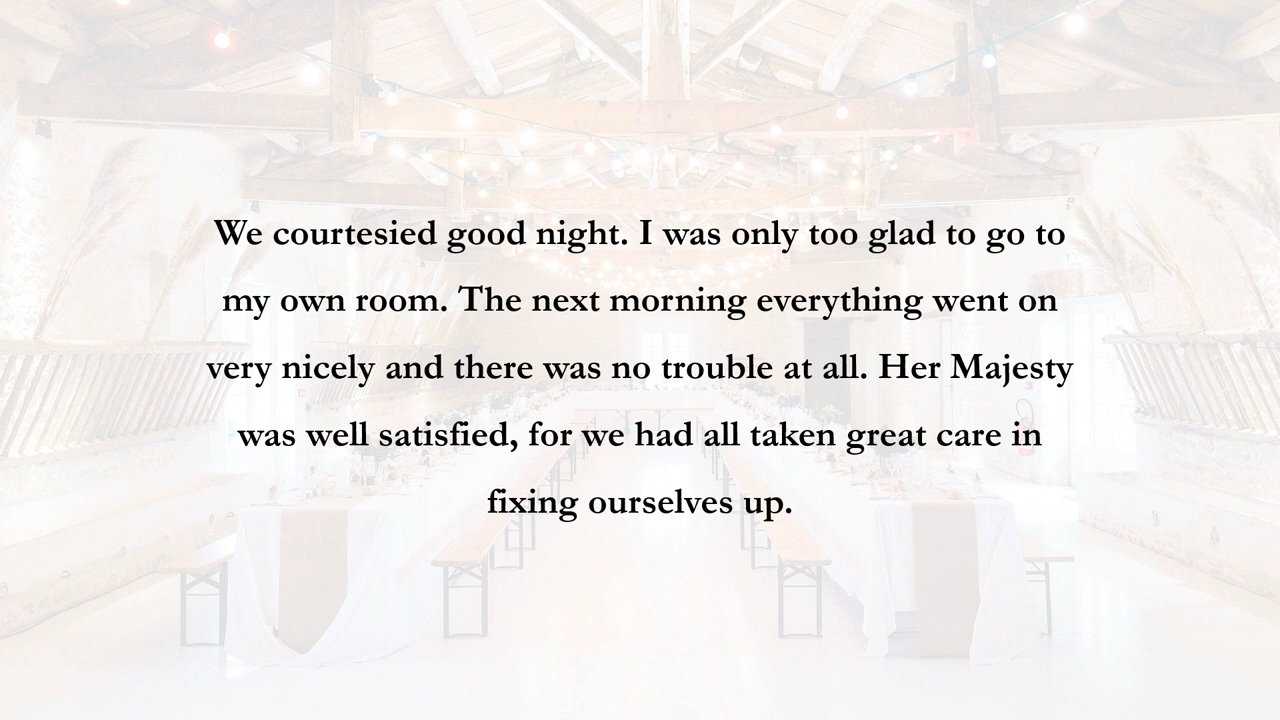 We courtesied good night. I was only too glad to go to
my own room. The next morning everything went on
very nicely and there was no trouble at all. Her Majesty
was well satisfied, for we had all taken great care in
fixing ourselves up.